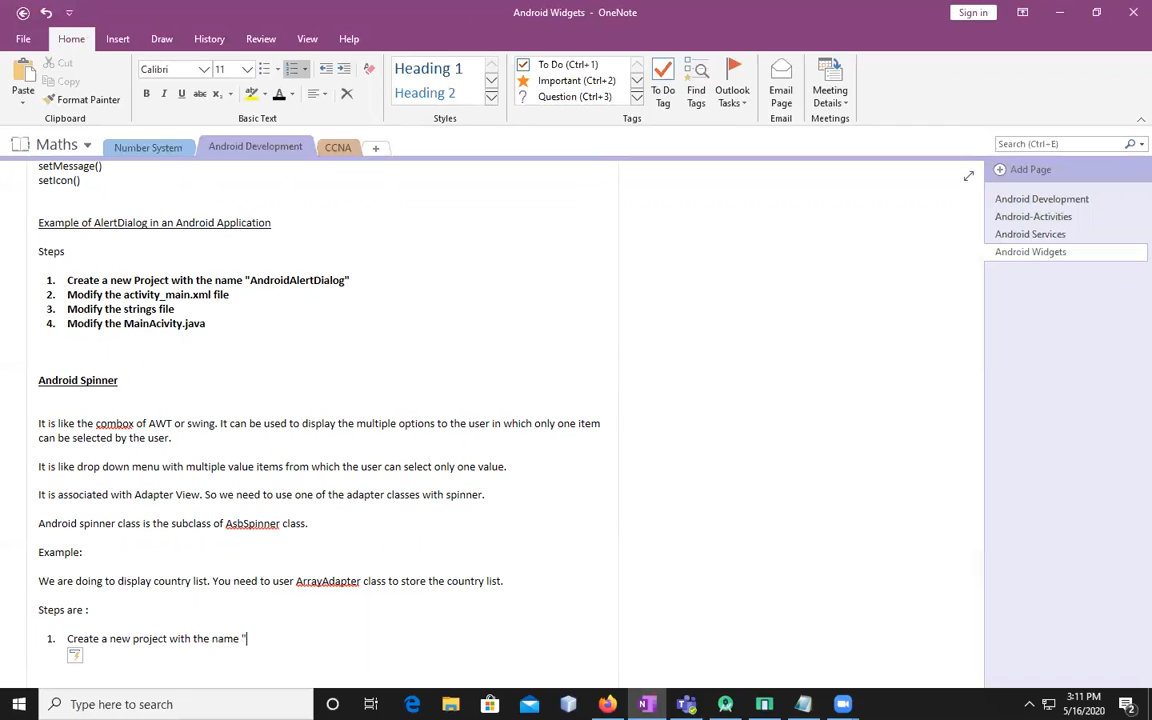 Android Widgets - OneNote
Sign in
File Home Insert Draw History Review View Help
Paste
Cut
Copy
Format Painter
Clipboard
Calibri 11
B I U abc x₂ A
Basic Text
Heading 1
Heading 2
Styles
To Do (Ctrl+1)
Important (Ctrl+2)
? Question (Ctrl+3)
Tags
To Do Tag
Find Tags
Outlook Tasks
Email Page
Email
Meeting Details
Meetings
Maths
Number System
Android Development
CCNA
+
Search (Ctrl+E)
Add Page
Android Development
Android-Activities
Android Services
Android Widgets
setMessage()
setIcon()
Example of AlertDialog in an Android Application
Steps
1. Create a new Project with the name "AndroidAlertDialog"
2. Modify the activity_main.xml file
3. Modify the strings file
4. Modify the MainAcivity.java
Android Spinner
It is like the combox of AWT or swing. It can be used to display the multiple options to the user in which only one item
can be selected by the user.
It is like drop down menu with multiple value items from which the user can select only one value.
It is associated with Adapter View. So we need to use one of the adapter classes with spinner.
Android spinner class is the subclass of AsbSpinner class.
Example:
We are doing to display country list. You need to user ArrayAdapter class to store the country list.
Steps are :
1. Create a new project with the name "
Type here to search
3:11 PM
5/16/2020
2